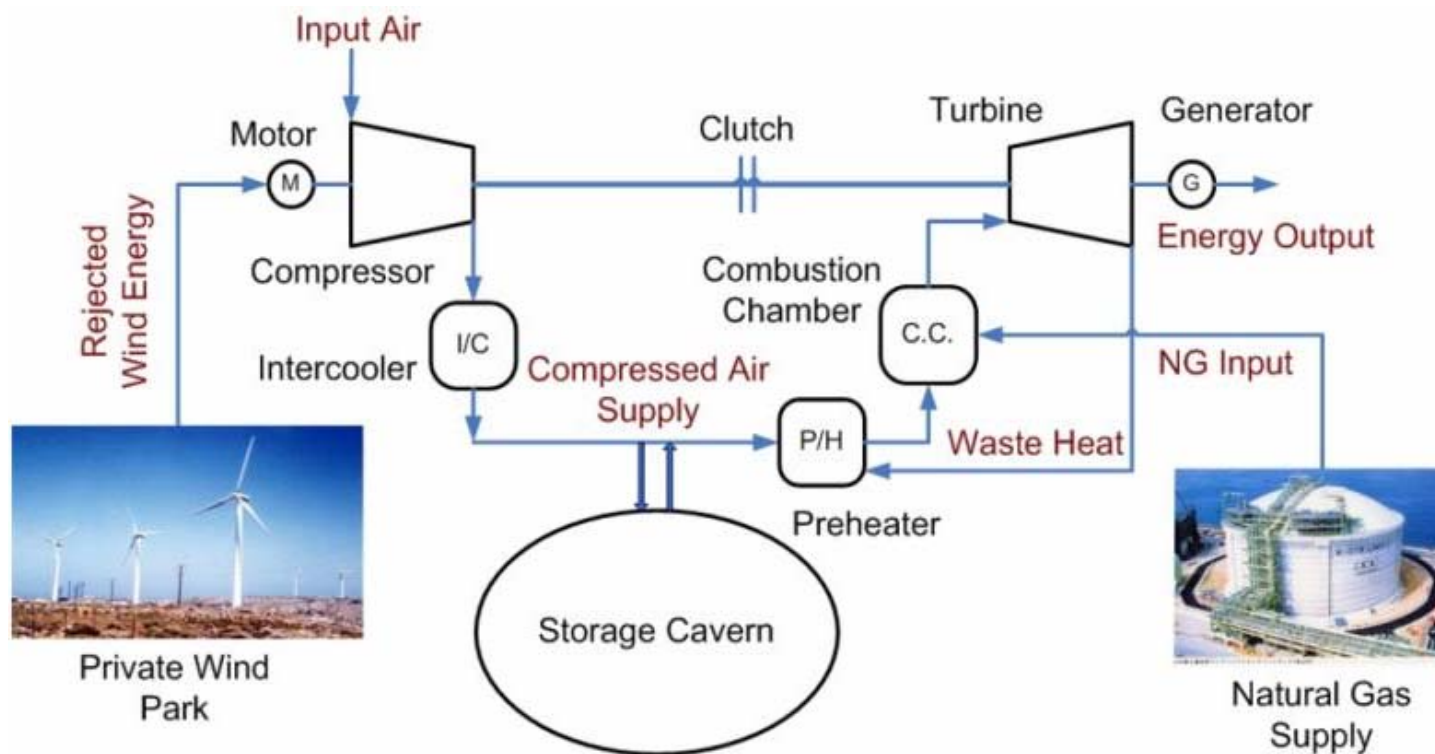 Input Air
Motor
M
Clutch
Turbine
Generator
G
Rejected
Wind Energy
Compressor
Energy Output
Combustion
Chamber
I/C
C.C.
Intercooler
NG Input
Compressed Air
Supply
P/H
Waste Heat
Preheater
Storage Cavern
Private Wind
Park
Natural Gas
Supply